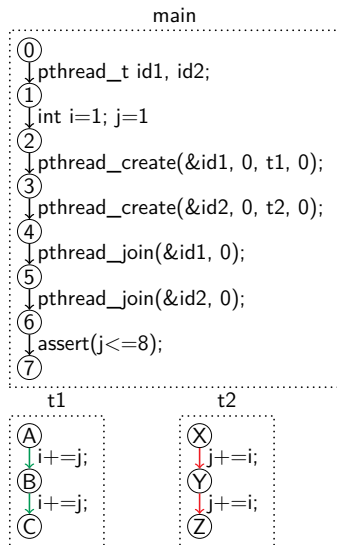 main
0
pthread_t id1, id2;
1
int i=1; j=1
2
pthread_create(&id1, 0, t1, 0);
3
pthread_create(&id2, 0, t2, 0);
4
pthread_join(&id1, 0);
5
pthread_join(&id2, 0);
6
assert(j<=8);
7
t1 t2
A X
i+=j; j+=i;
B Y
i+=j; j+=i;
C Z